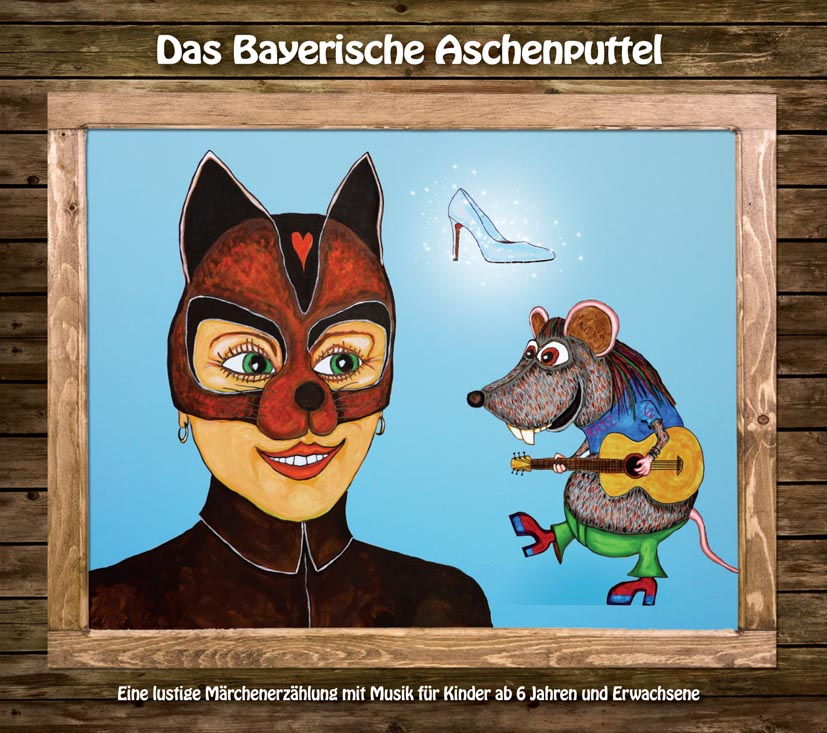 Das Bayerische Aschenputtel
Eine lustige Märchenerzählung mit Musik für Kinder ab 6 Jahren und Erwachsene